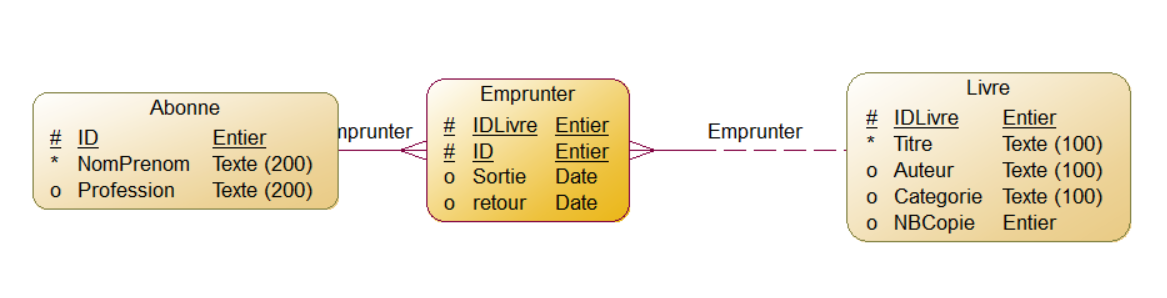 Abonne
# ID Entier
* NomPrenom Texte (200)
o Profession Texte (200)
mprunter
Emprunter
# IDLivre Entier
# ID Entier
o Sortie Date
o retour Date
Emprunter
Livre
# IDLivre Entier
* Titre Texte (100)
o Auteur Texte (100)
o Categorie Texte (100)
o NBCopie Entier